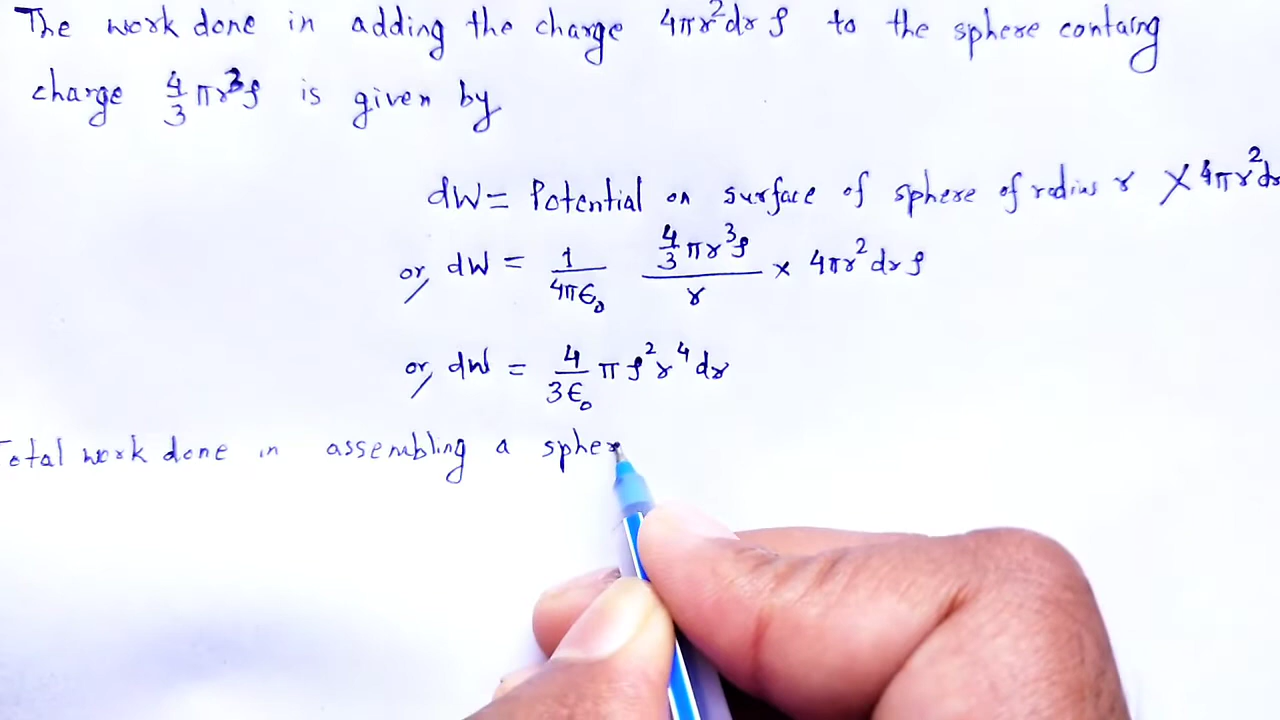 The work done in adding the charge 4πr²dr ρ to the sphere containg
charge 4/3 πr³ρ is given by
dW = Potential on surface of sphere of radius r × 4πr²dr
or, dW = 1/4πϵ₀ (4/3 πr³ρ)/r × 4πr²dr ρ
or, dW = 4/3ϵ₀ π ρ²r⁴dr
Total work done in assembling a spher